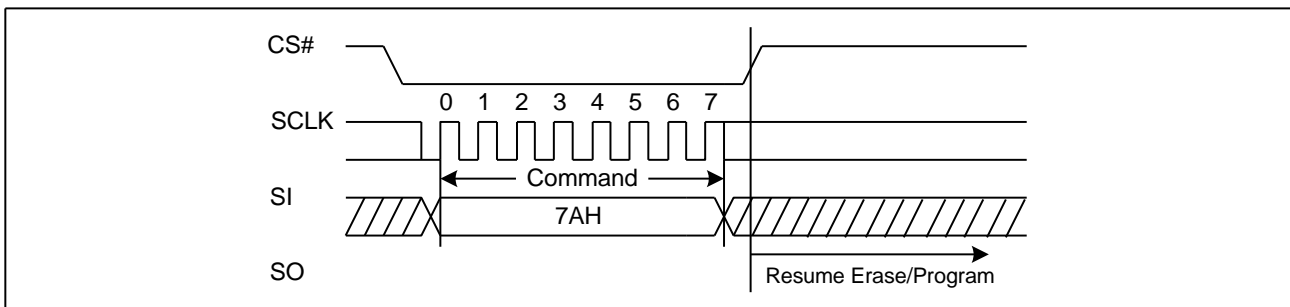 CS#
0 1 2 3 4 5 6 7
SCLK
Command
SI
7AH
SO
Resume Erase/Program